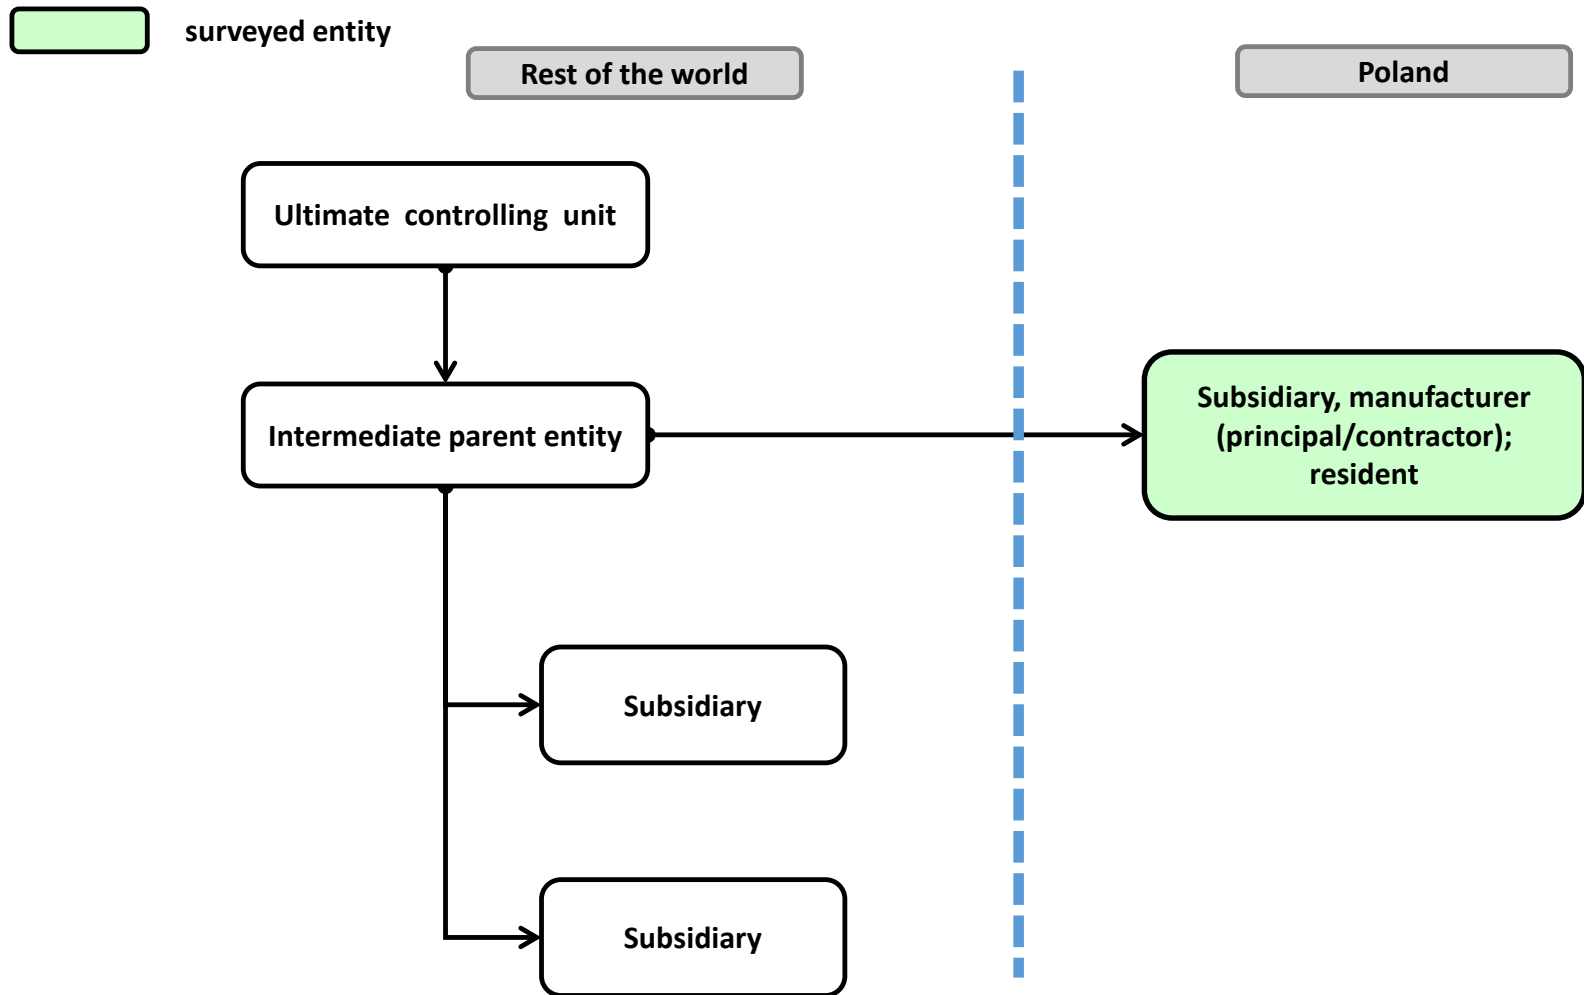 surveyed entity
Rest of the world
Poland
Ultimate controlling unit
Intermediate parent entity
Subsidiary, manufacturer
(principal/contractor);
resident
Subsidiary
Subsidiary